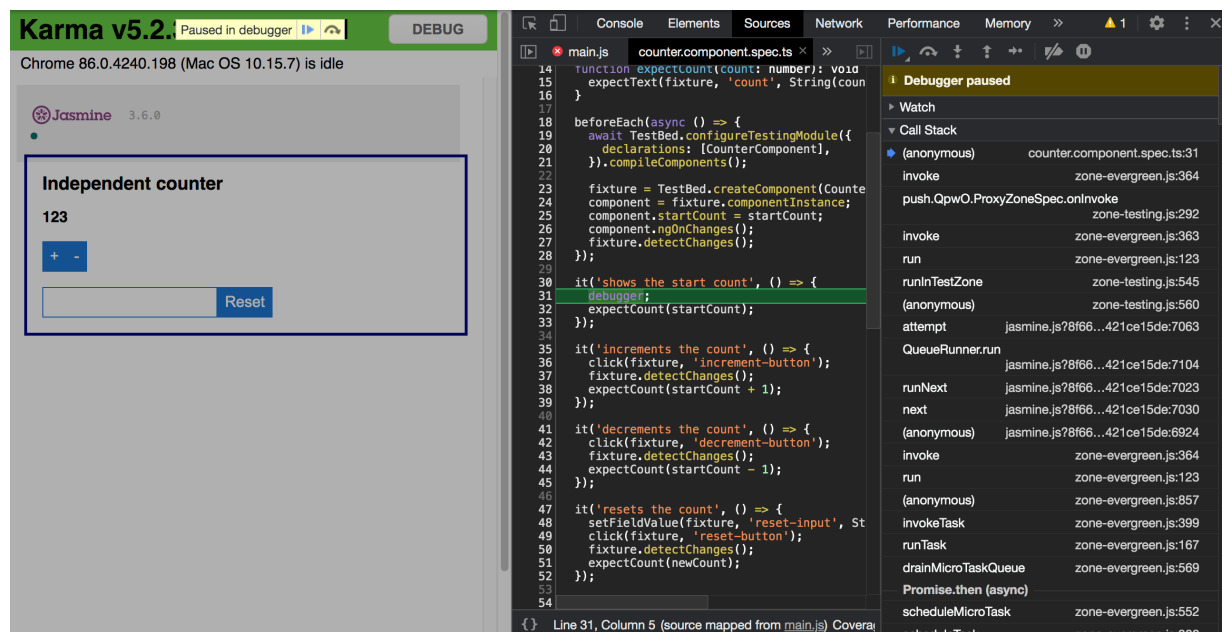 Karma v5.2.
Paused in debugger
DEBUG
Chrome 86.0.4240.198 (Mac OS 10.15.7) is idle
Jasmine 3.6.0
Independent counter
123
+ -
Reset
Console Elements Sources Network Performance Memory » 1
main.js counter.component.spec.ts × »
14 function expectCount(count: number): void
15 expectText(fixture, 'count', String(coun
16 }
17
18 beforeEach(async () => {
19 await TestBed.configureTestingModule({
20 declarations: [CounterComponent],
21 }).compileComponents();
22
23 fixture = TestBed.createComponent(Counte
24 component = fixture.componentInstance;
25 component.startCount = startCount;
26 component.ngOnChanges();
27 fixture.detectChanges();
28 });
29
30 it('shows the start count', () => {
31 debugger;
32 expectCount(startCount);
33 });
34
35 it('increments the count', () => {
36 click(fixture, 'increment-button');
37 fixture.detectChanges();
38 expectCount(startCount + 1);
39 });
40
41 it('decrements the count', () => {
42 click(fixture, 'decrement-button');
43 fixture.detectChanges();
44 expectCount(startCount - 1);
45 });
46
47 it('resets the count', () => {
48 setFieldValue(fixture, 'reset-input', St
49 click(fixture, 'reset-button');
50 fixture.detectChanges();
51 expectCount(newCount);
52 });
53
54
{} Line 31, Column 5 (source mapped from main.js) Covera
Debugger paused
Watch
Call Stack
(anonymous) counter.component.spec.ts:31
invoke zone-evergreen.js:364
push.QpwO.ProxyZoneSpec.onInvoke
zone-testing.js:292
invoke zone-evergreen.js:363
run zone-evergreen.js:123
runInTestZone zone-testing.js:545
(anonymous) zone-testing.js:560
attempt jasmine.js?8f66…421ce15de:7063
QueueRunner.run
jasmine.js?8f66…421ce15de:7104
runNext jasmine.js?8f66…421ce15de:7023
next jasmine.js?8f66…421ce15de:7030
(anonymous) jasmine.js?8f66…421ce15de:6924
invoke zone-evergreen.js:364
run zone-evergreen.js:123
(anonymous) zone-evergreen.js:857
invokeTask zone-evergreen.js:399
runTask zone-evergreen.js:167
drainMicroTaskQueue zone-evergreen.js:569
Promise.then (async)
scheduleMicroTask zone-evergreen.js:552